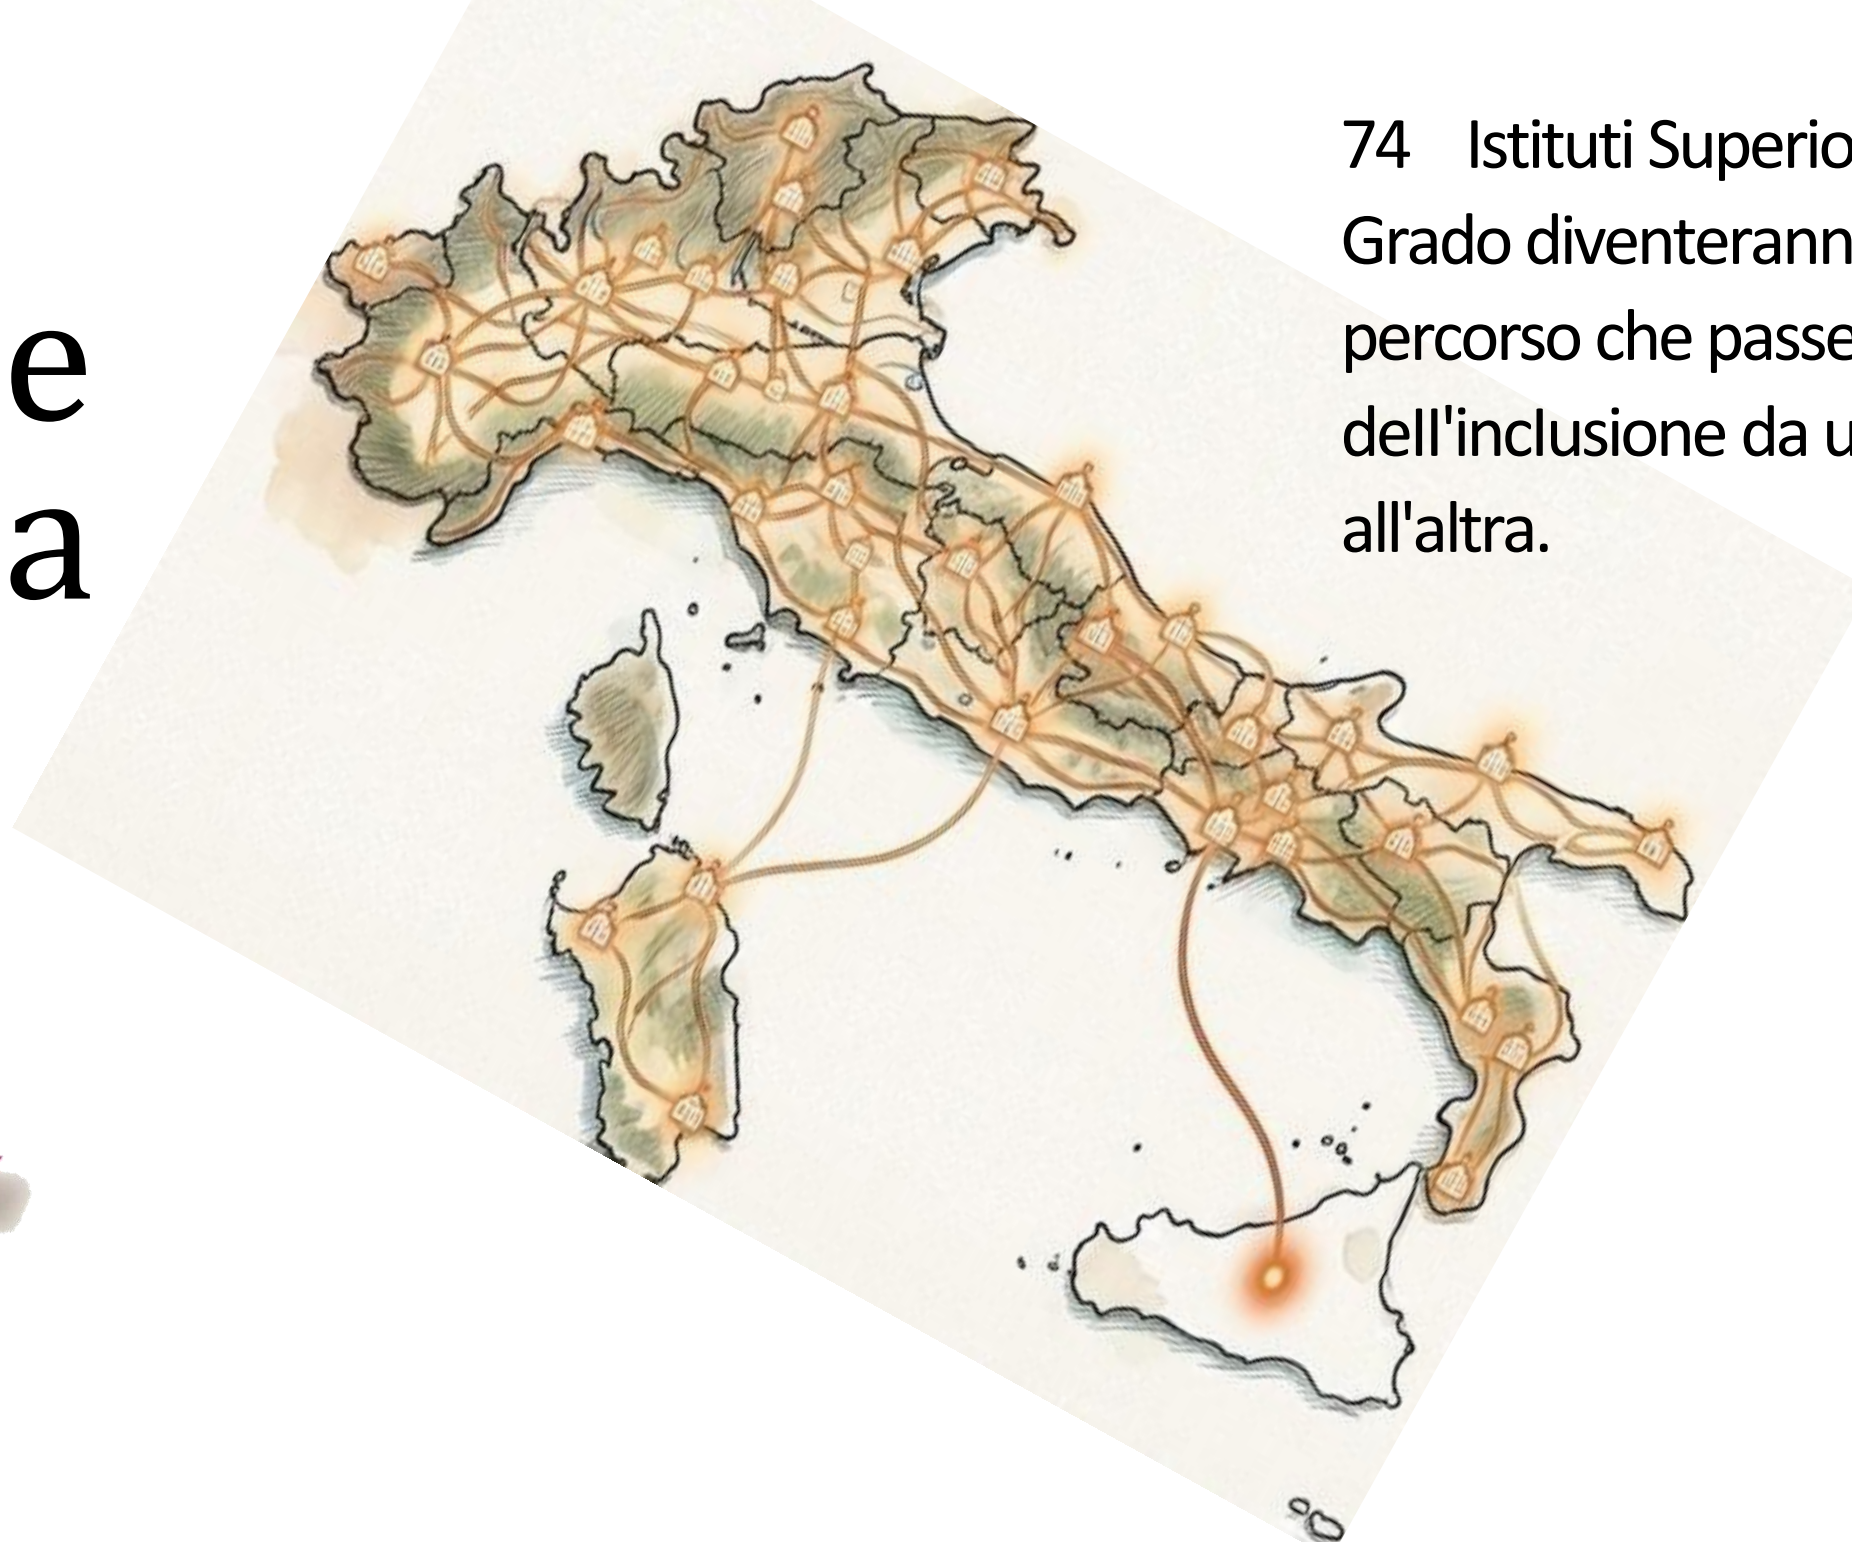 e
a
74 Istituti Superio
Grado diventerann
percorso che passe
dell'inclusione da u
all'altra.